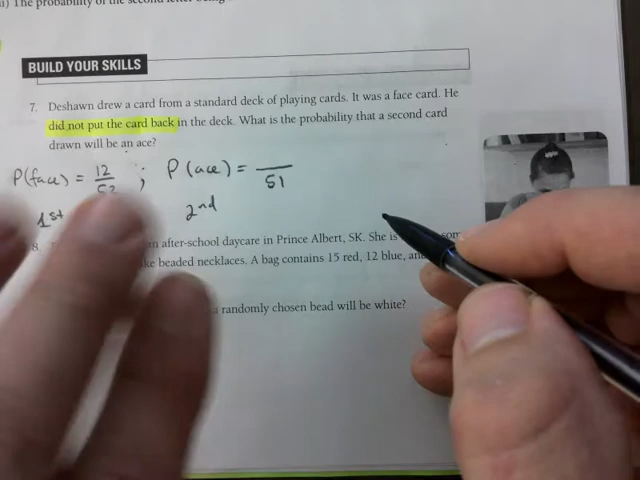 The probability of the second letter being
BUILD YOUR SKILLS
7. Deshawn drew a card from a standard deck of playing cards. It was a face card. He
did not put the card back in the deck. What is the probability that a second card
drawn will be an ace?
P(face) = 12/52 ; P(ace) = /51
1st 2nd
8. an after-school daycare in Prince Albert, SK. She is
beaded necklaces. A bag contains 15 red, 12 blue,
a randomly chosen bead will be white?